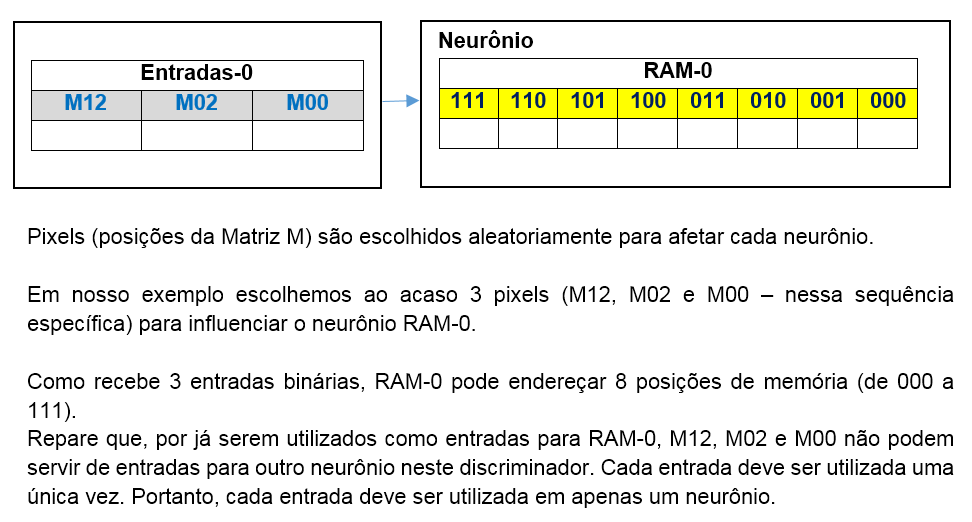 Neurônio
Entradas-0
RAM-0
M12 M02 M00
111 110 101 100 011 010 001 000
Pixels (posições da Matriz M) são escolhidos aleatoriamente para afetar cada neurônio.
Em nosso exemplo escolhemos ao acaso 3 pixels (M12, M02 e M00 – nessa sequência
específica) para influenciar o neurônio RAM-0.
Como recebe 3 entradas binárias, RAM-0 pode endereçar 8 posições de memória (de 000 a
111).
Repare que, por já serem utilizados como entradas para RAM-0, M12, M02 e M00 não podem
servir de entradas para outro neurônio neste discriminador. Cada entrada deve ser utilizada uma
única vez. Portanto, cada entrada deve ser utilizada em apenas um neurônio.